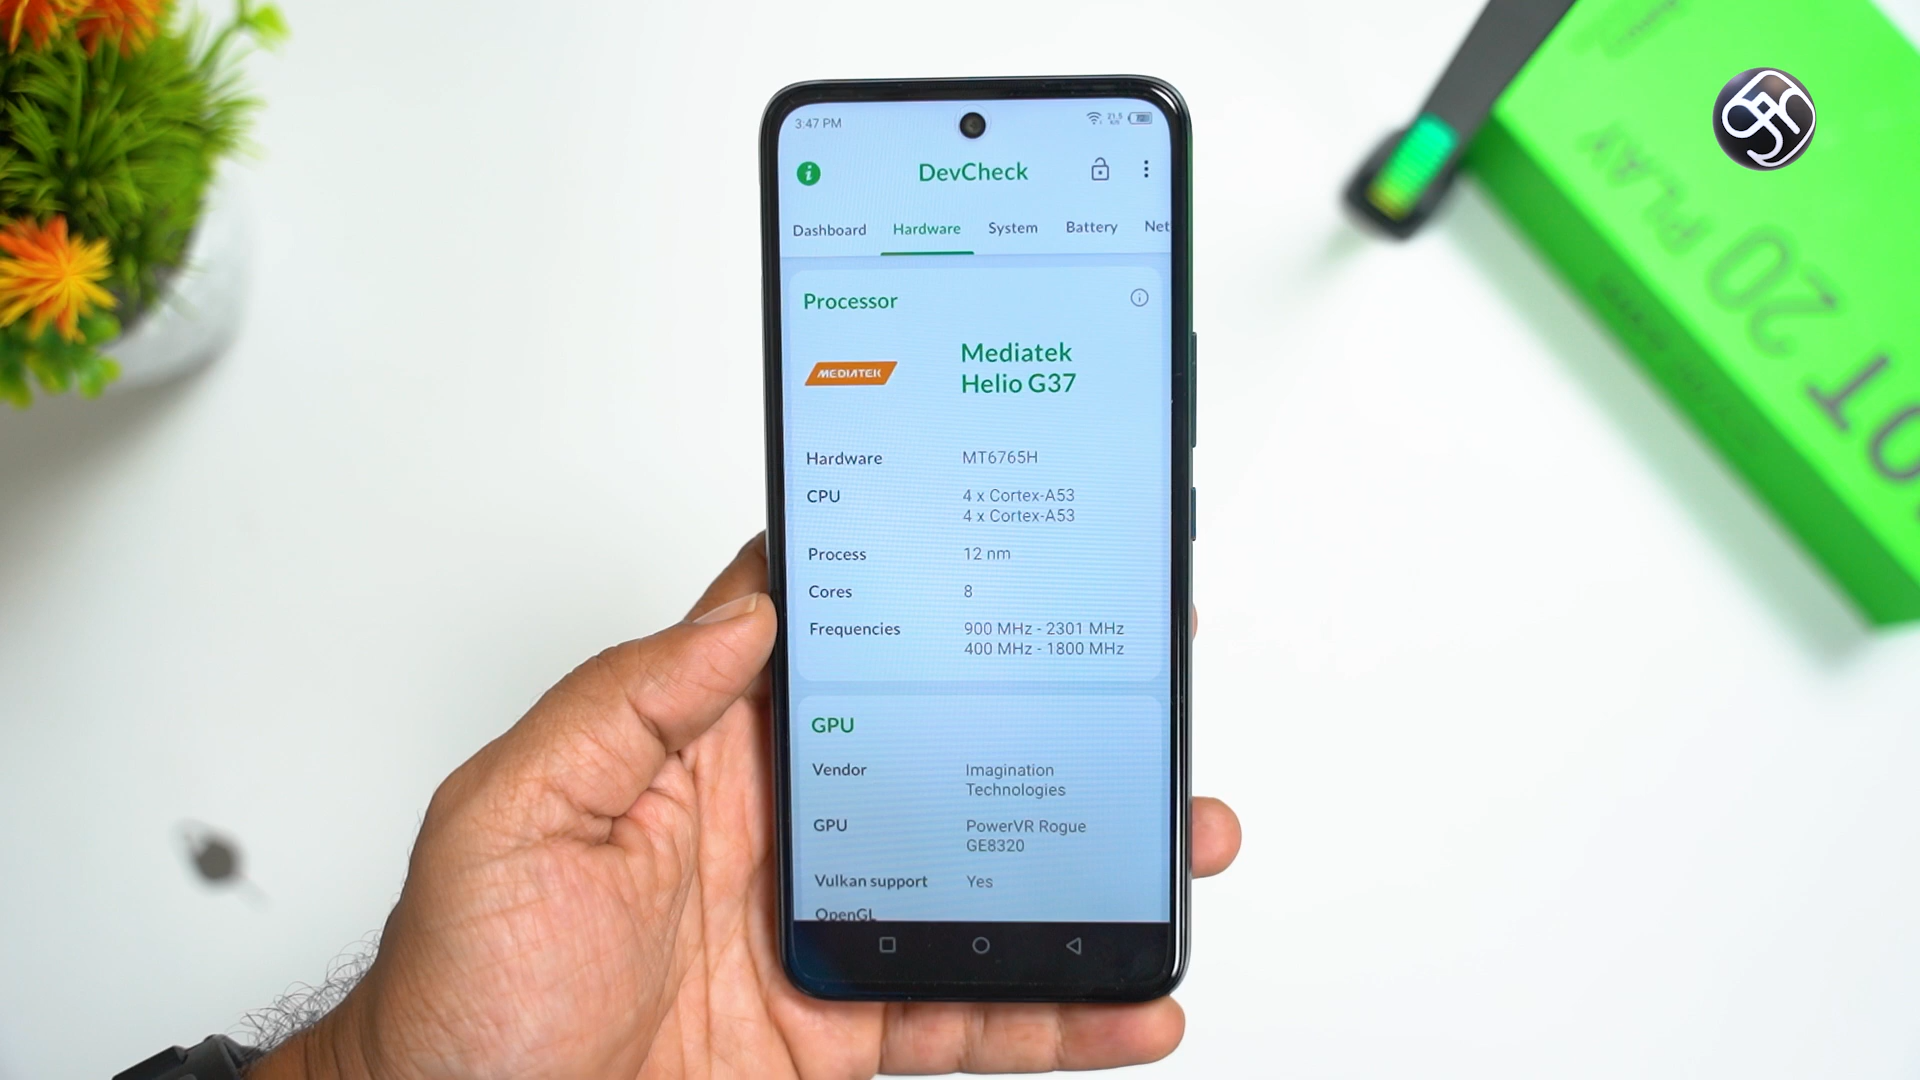 3:47 PM
DevCheck
Dashboard Hardware System Battery Net
Processor
MEDIATEK
Mediatek
Helio G37
Hardware MT6765H
CPU 4 x Cortex-A53
4 x Cortex-A53
Process 12 nm
Cores 8
Frequencies 900 MHz - 2301 MHz
400 MHz - 1800 MHz
GPU
Vendor Imagination
Technologies
GPU PowerVR Rogue
GE8320
Vulkan support Yes
OpenGL
OT 20 PLAY